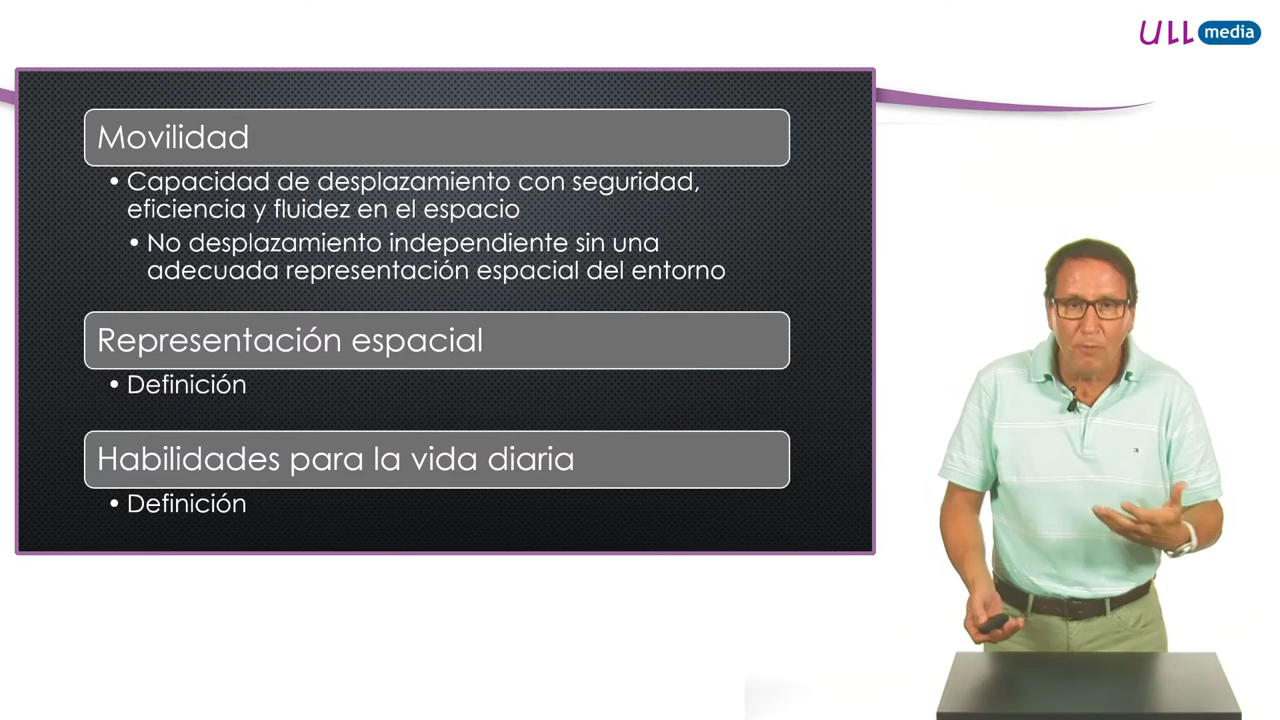 ULL media
Movilidad
• Capacidad de desplazamiento con seguridad,
eficiencia y fluidez en el espacio
• No desplazamiento independiente sin una
adecuada representación espacial del entorno
Representación espacial
• Definición
Habilidades para la vida diaria
• Definición